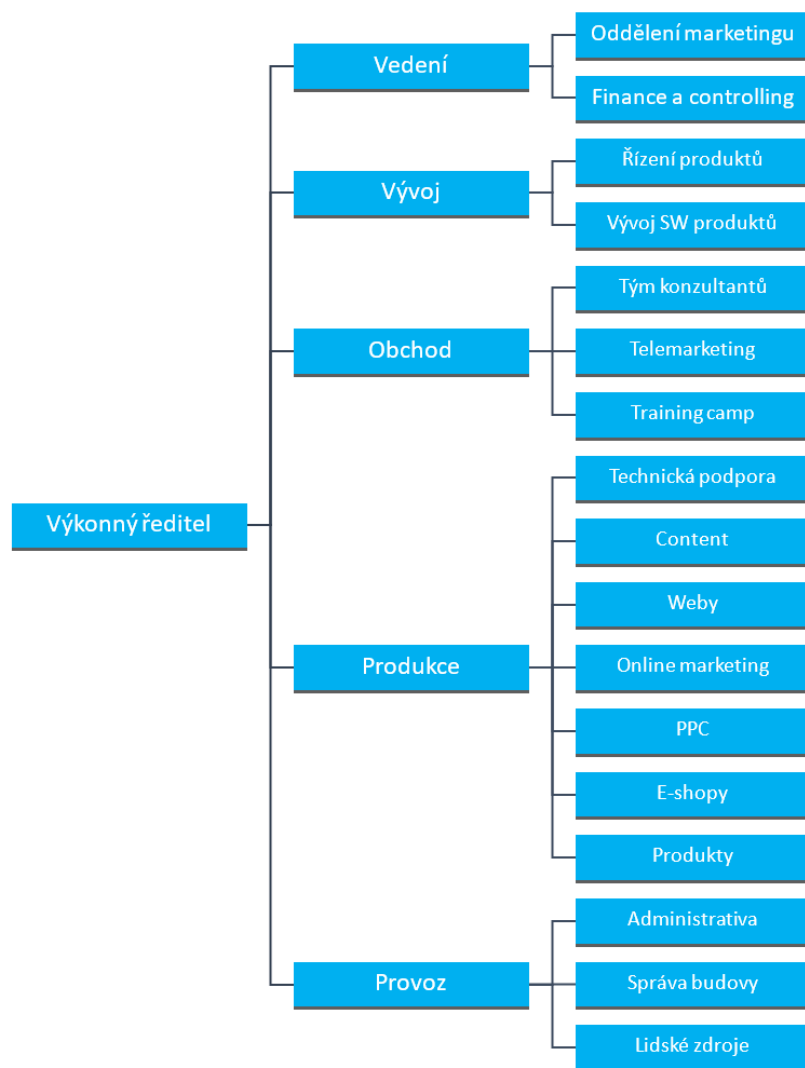 Výkonný ředitel
Vedení
Oddělení marketingu
Finance a controlling
Vývoj
Řízení produktů
Vývoj SW produktů
Obchod
Tým konzultantů
Telemarketing
Training camp
Produkce
Technická podpora
Content
Weby
Online marketing
PPC
E-shopy
Produkty
Provoz
Administrativa
Správa budovy
Lidské zdroje